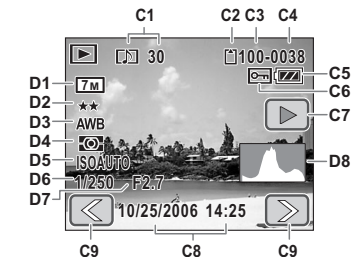 C1 C2 C3 C4
30 100-0038
C5
C6
D1 7M
D2 ★★
D3 AWB
C7
D4
D5 ISOAUTO
D8
D6 1/250 F2.7
D7
10/25/2006 14:25
C9 C8 C9